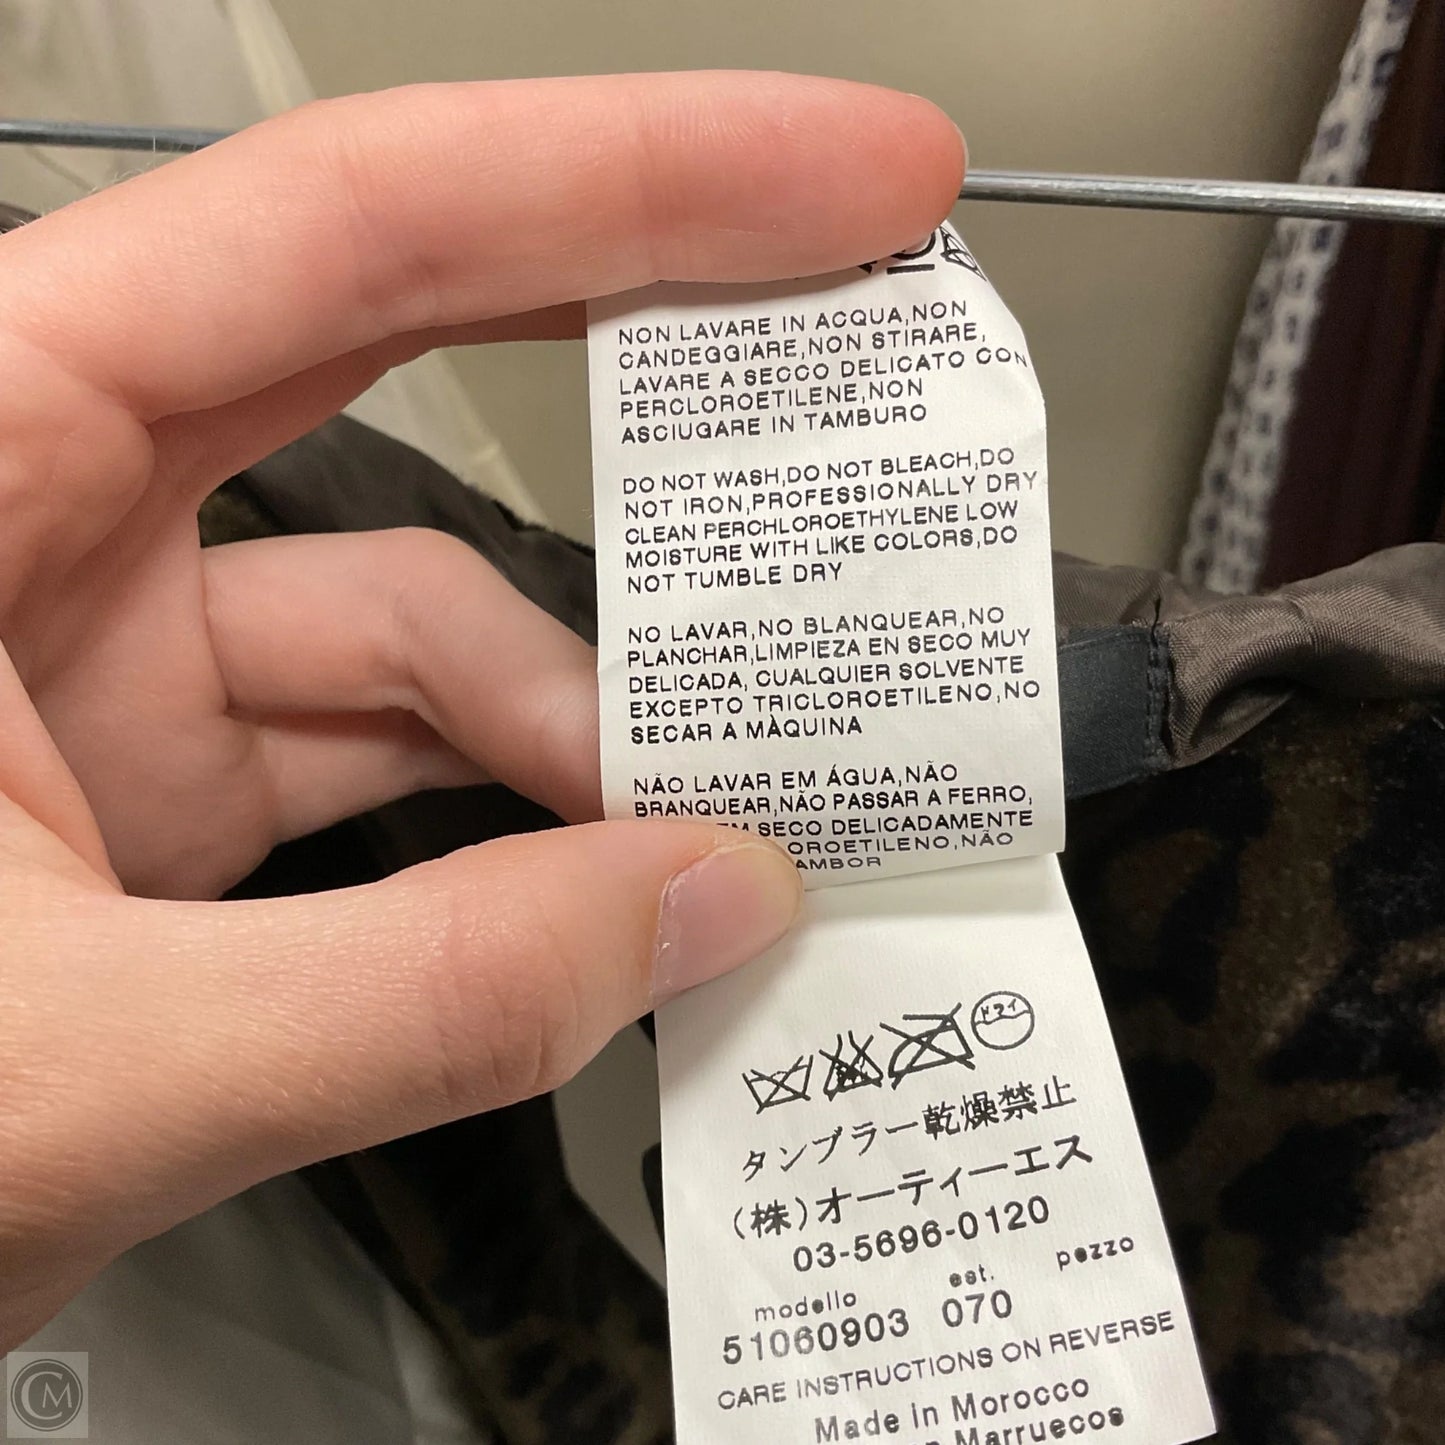 NON LAVARE IN ACQUA,NON
CANDEGGIARE,NON STIRARE,
LAVARE A SECCO DELICATO CON
PERCLOROETILENE,NON
ASCIUGARE IN TAMBURO
DO NOT WASH,DO NOT BLEACH,DO
NOT IRON,PROFESSIONALLY DRY
CLEAN PERCHLOROETHYLENE LOW
MOISTURE WITH LIKE COLORS,DO
NOT TUMBLE DRY
NO LAVAR,NO BLANQUEAR,NO
PLANCHAR,LIMPIEZA EN SECO MUY
DELICADA, CUALQUIER SOLVENTE
EXCEPTO TRICLOROETILENO,NO
SECAR A MÀQUINA
NÃO LAVAR EM ÁGUA,NÃO
BRANQUEAR,NÃO PASSAR A FERRO,
EM SECO DELICADAMENTE
OROETILENO,NÃO
AMBOR
ドライ
タンブラー乾燥禁止
(株)オーティーエス
03-5696-0120
modello est. pezzo
51060903 070
CARE INSTRUCTIONS ON REVERSE
Made in Morocco
Marruecos
CM